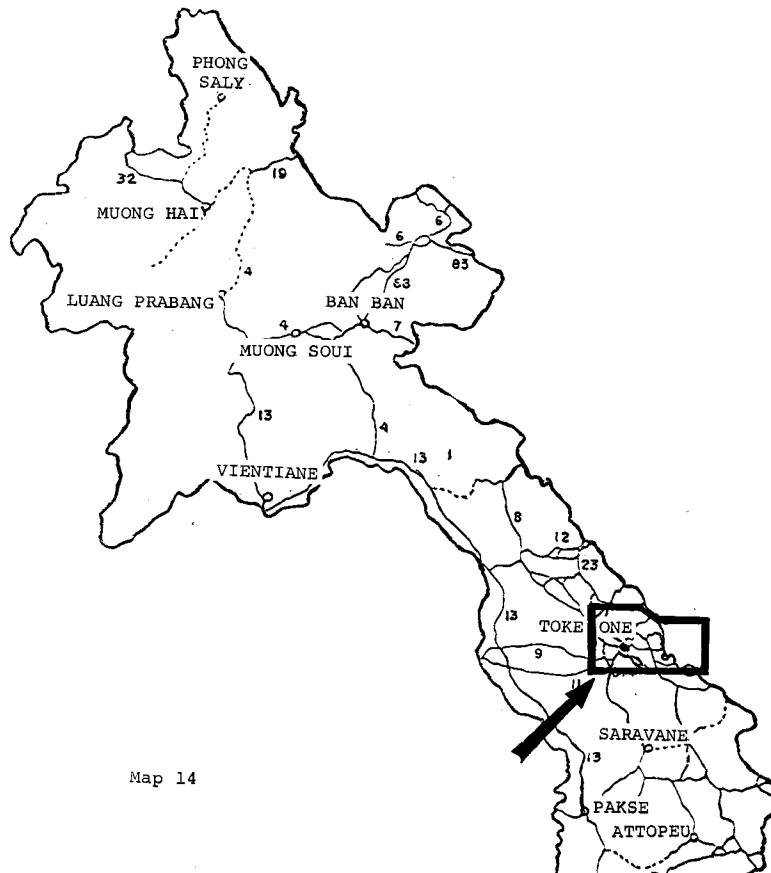 PHONG
SALY
32
19
MUONG HAI
6
6
83
4
83
LUANG PRABANG
BAN BAN
4
7
MUONG SOUI
13
4
13
1
VIENTIANE
8
12
23
13
TOKE ONE
9
11
SARAVANE
13
Map 14
PAKSE
ATTOPEU